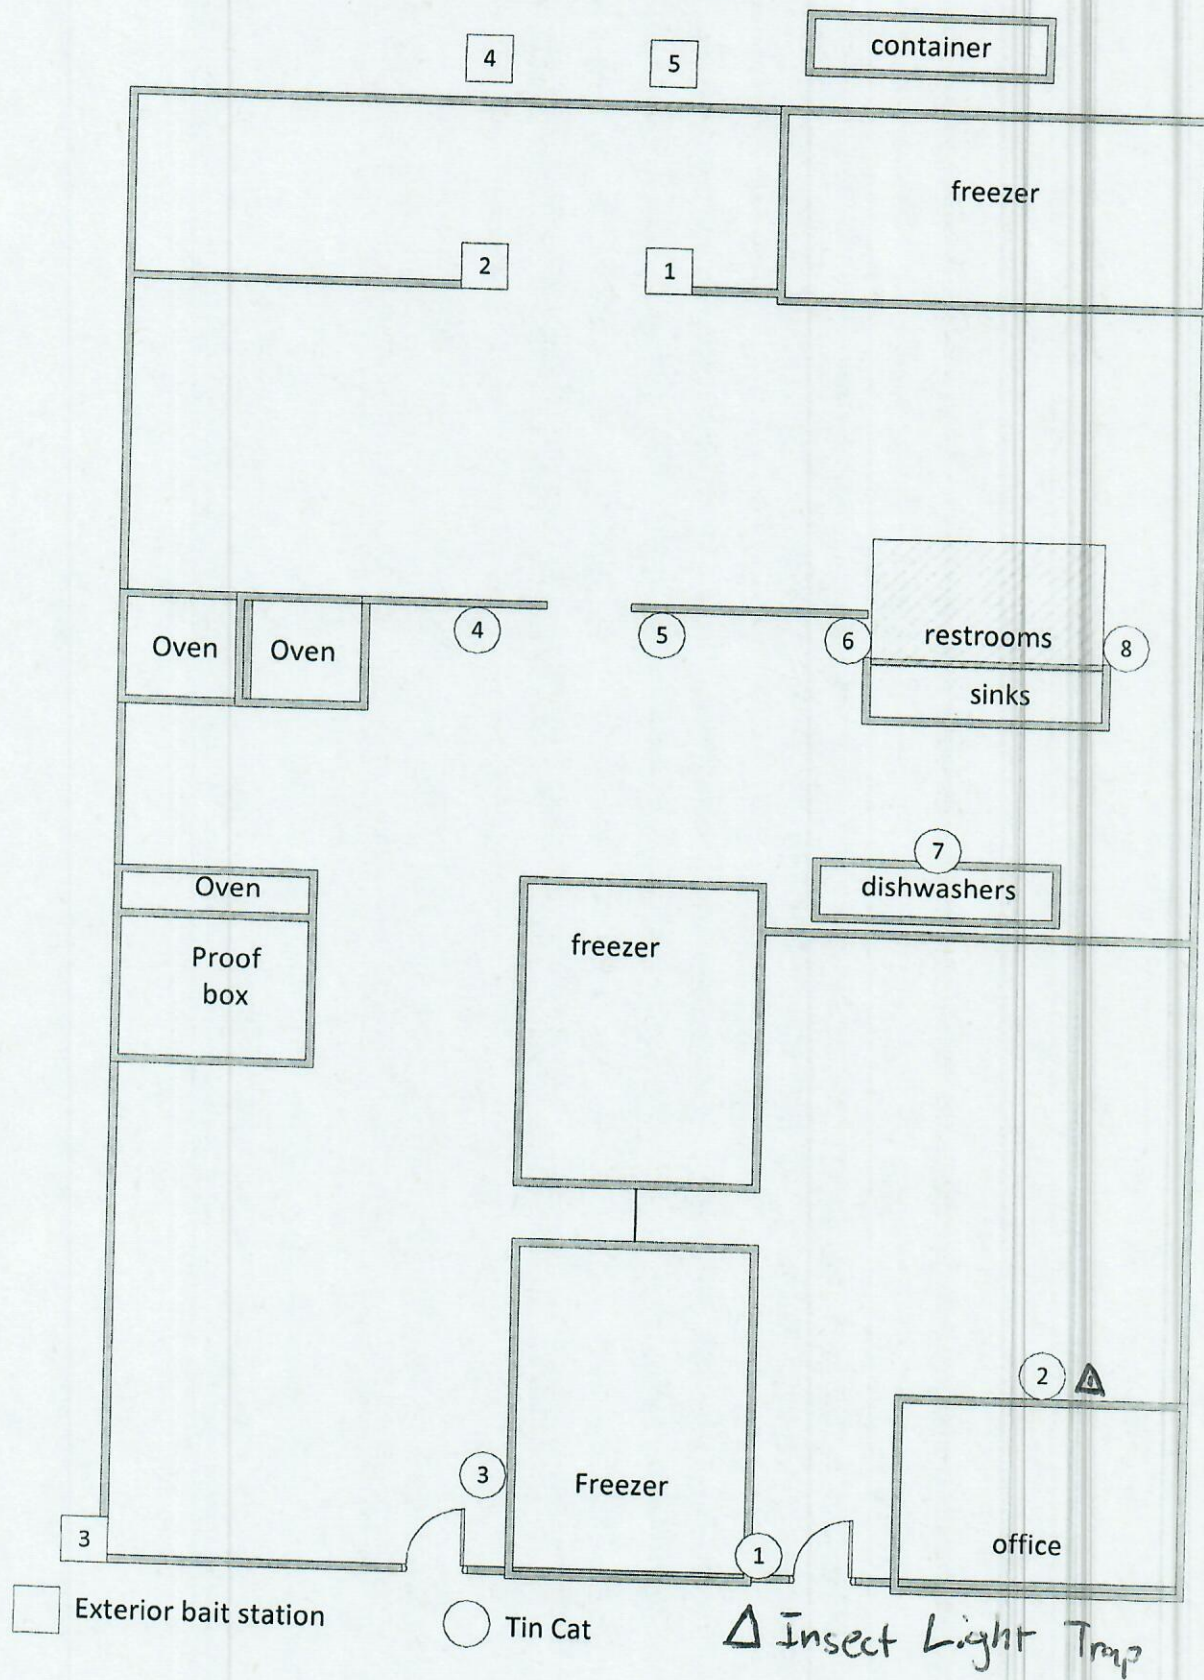 container
4
5
freezer
2
1
Oven
Oven
4
5
6
restrooms
8
sinks
7
dishwashers
Oven
freezer
Proof
box
2
3
Freezer
1
office
3
Exterior bait station
Tin Cat
Δ Insect Light Trap